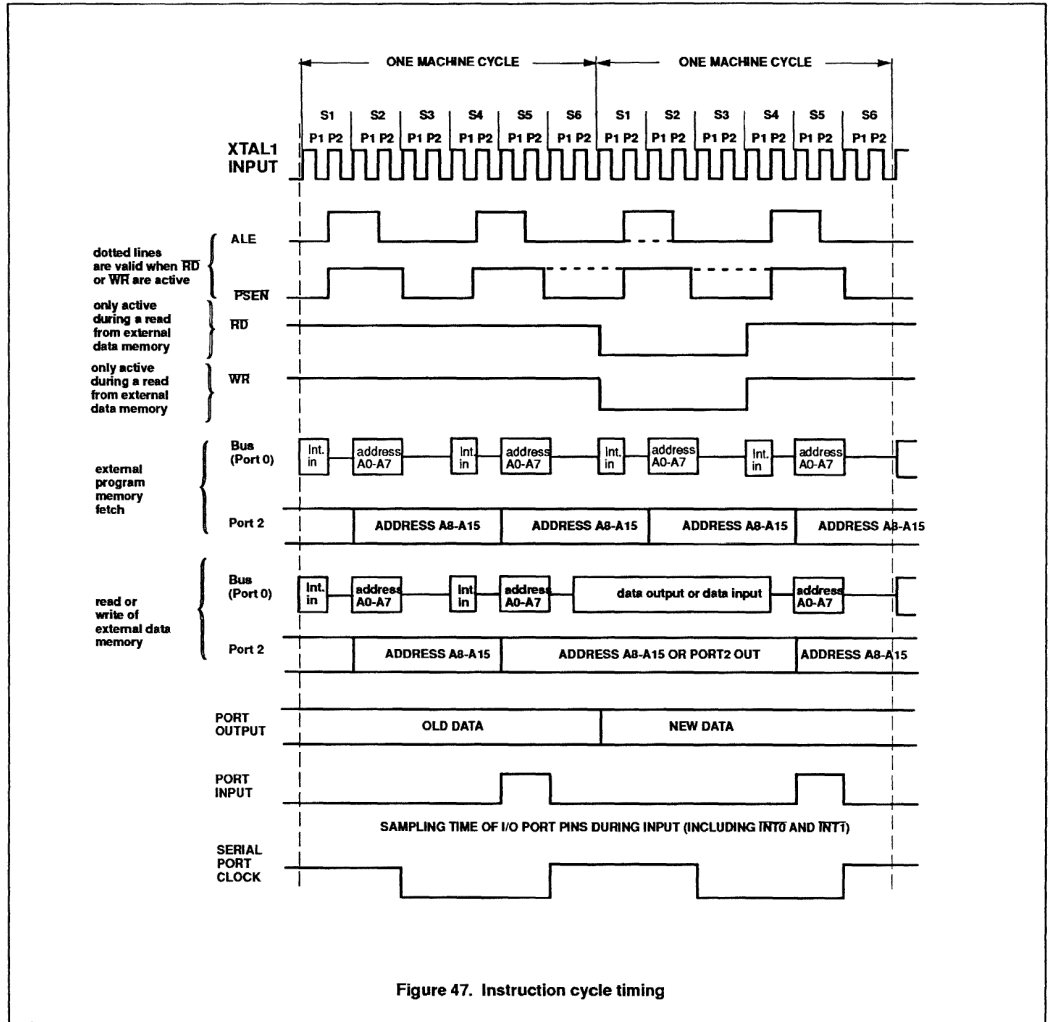 ONE MACHINE CYCLE ONE MACHINE CYCLE
S1 S2 S3 S4 S5 S6 S1 S2 S3 S4 S5 S6
P1 P2 P1 P2 P1 P2 P1 P2 P1 P2 P1 P2 P1 P2 P1 P2 P1 P2 P1 P2 P1 P2 P1 P2
XTAL1
INPUT
ALE
dotted lines
are valid when RD
or WR are active
PSEN
only active
during a read
from external
data memory
RD
only active
during a read
from external
data memory
WR
external
program
memory
fetch
Bus
(Port 0)
Int.
in
address
A0-A7
Int.
in
address
A0-A7
Int.
in
address
A0-A7
Int.
in
address
A0-A7
Port 2
ADDRESS A8-A15 ADDRESS A8-A15 ADDRESS A8-A15 ADDRESS A8-A15
read or
write of
external data
memory
Bus
(Port 0)
Int.
in
address
A0-A7
Int.
in
address
A0-A7
data output or data input
address
A0-A7
Port 2
ADDRESS A8-A15 ADDRESS A8-A15 OR PORT2 OUT ADDRESS A8-A15
PORT
OUTPUT
OLD DATA NEW DATA
PORT
INPUT
SAMPLING TIME OF I/O PORT PINS DURING INPUT (INCLUDING INT0 AND INT1)
SERIAL
PORT
CLOCK
Figure 47. Instruction cycle timing